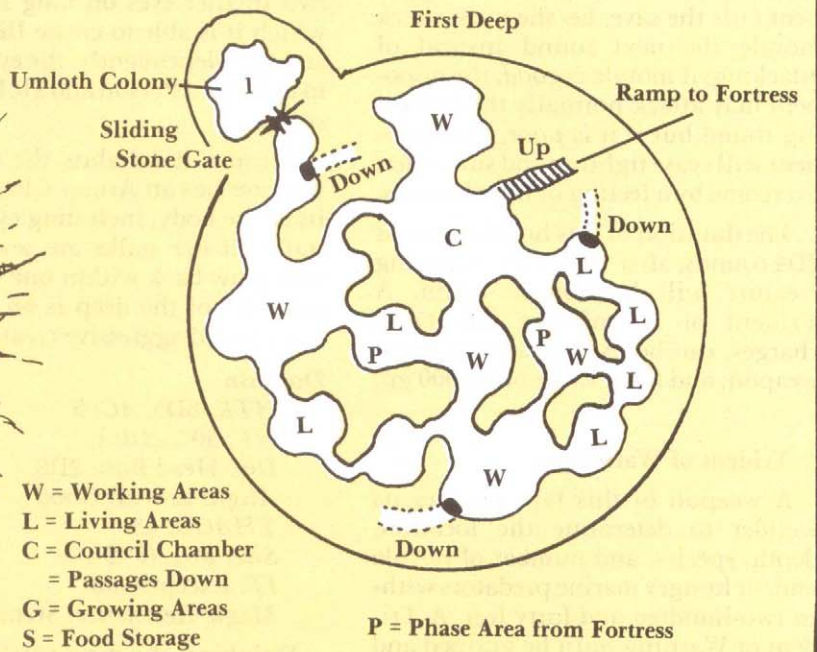 First Deep
Umloth Colony
1
Ramp to Fortress
W
Sliding
Stone Gate
Down
Up
Down
C
L
W
L
L
P
P
W
W
L
L
L
W
W = Working Areas
L = Living Areas
C = Council Chamber
= Passages Down
G = Growing Areas
S = Food Storage
Down
P = Phase Area from Fortress